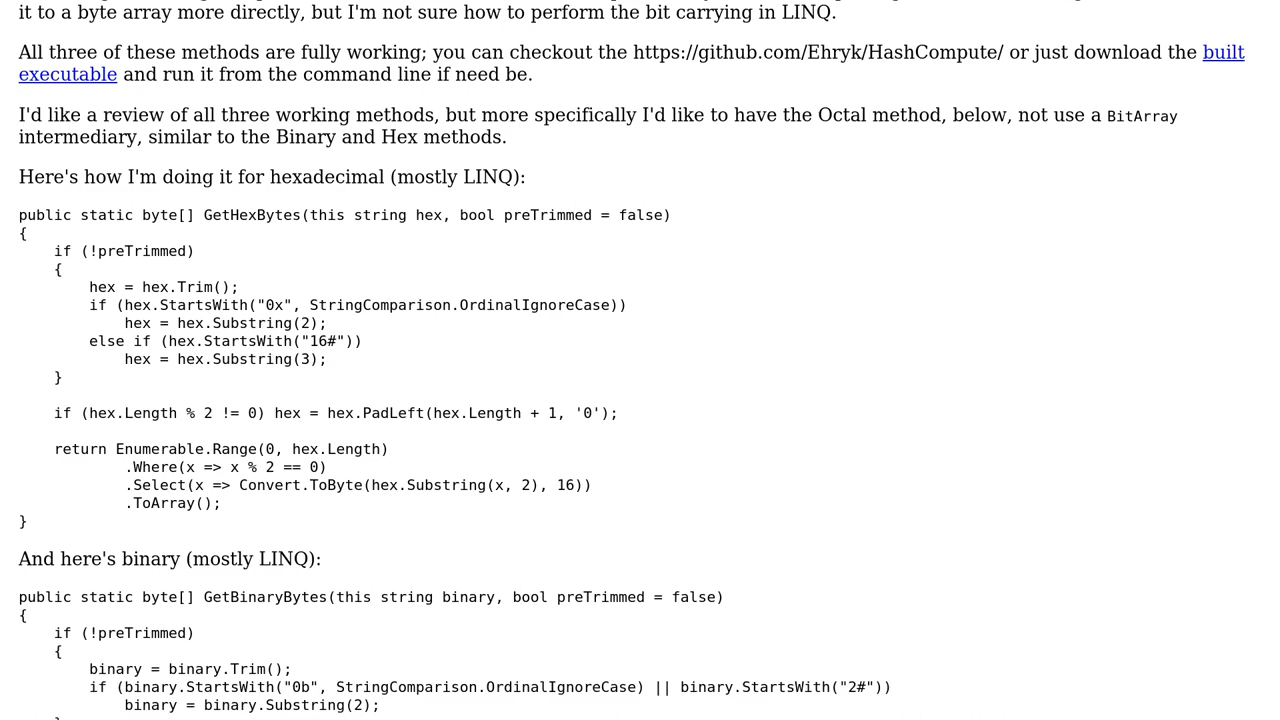 it to a byte array more directly, but I'm not sure how to perform the bit carrying in LINQ.
All three of these methods are fully working; you can checkout the https://github.com/Ehryk/HashCompute/ or just download the built
executable and run it from the command line if need be.
I'd like a review of all three working methods, but more specifically I'd like to have the Octal method, below, not use a BitArray
intermediary, similar to the Binary and Hex methods.
Here's how I'm doing it for hexadecimal (mostly LINQ):
public static byte[] GetHexBytes(this string hex, bool preTrimmed = false)
{
    if (!preTrimmed)
    {
        hex = hex.Trim();
        if (hex.StartsWith("0x", StringComparison.OrdinalIgnoreCase))
            hex = hex.Substring(2);
        else if (hex.StartsWith("16#"))
            hex = hex.Substring(3);
    }
    if (hex.Length % 2 != 0) hex = hex.PadLeft(hex.Length + 1, '0');
    return Enumerable.Range(0, hex.Length)
            .Where(x => x % 2 == 0)
            .Select(x => Convert.ToByte(hex.Substring(x, 2), 16))
            .ToArray();
}
And here's binary (mostly LINQ):
public static byte[] GetBinaryBytes(this string binary, bool preTrimmed = false)
{
    if (!preTrimmed)
    {
        binary = binary.Trim();
        if (binary.StartsWith("0b", StringComparison.OrdinalIgnoreCase) || binary.StartsWith("2#"))
            binary = binary.Substring(2);